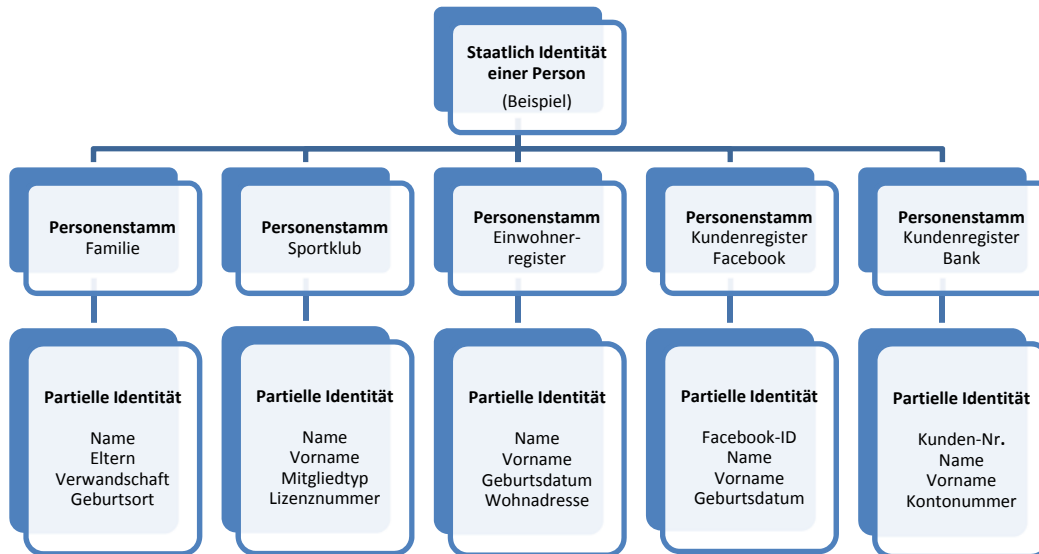 Staatlich Identität
einer Person
(Beispiel)
Personenstamm
Familie
Personenstamm
Sportklub
Personenstamm
Einwohner-
register
Personenstamm
Kundenregister
Facebook
Personenstamm
Kundenregister
Bank
Partielle Identität
Name
Eltern
Verwandschaft
Geburtsort
Partielle Identität
Name
Vorname
Mitgliedtyp
Lizenznummer
Partielle Identität
Name
Vorname
Geburtsdatum
Wohnadresse
Partielle Identität
Facebook-ID
Name
Vorname
Geburtsdatum
Partielle Identität
Kunden-Nr.
Name
Vorname
Kontonummer